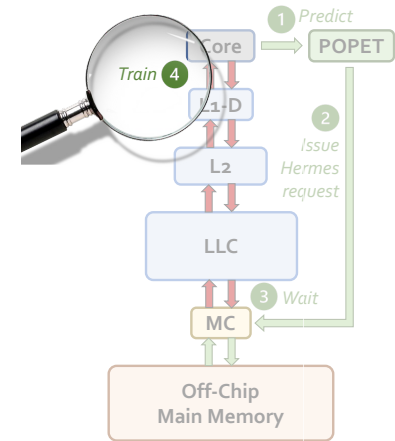 1 Predict
Core
POPET
Train 4
L1-D
2
Issue
Hermes
request
L2
LLC
3 Wait
MC
Off-Chip
Main Memory